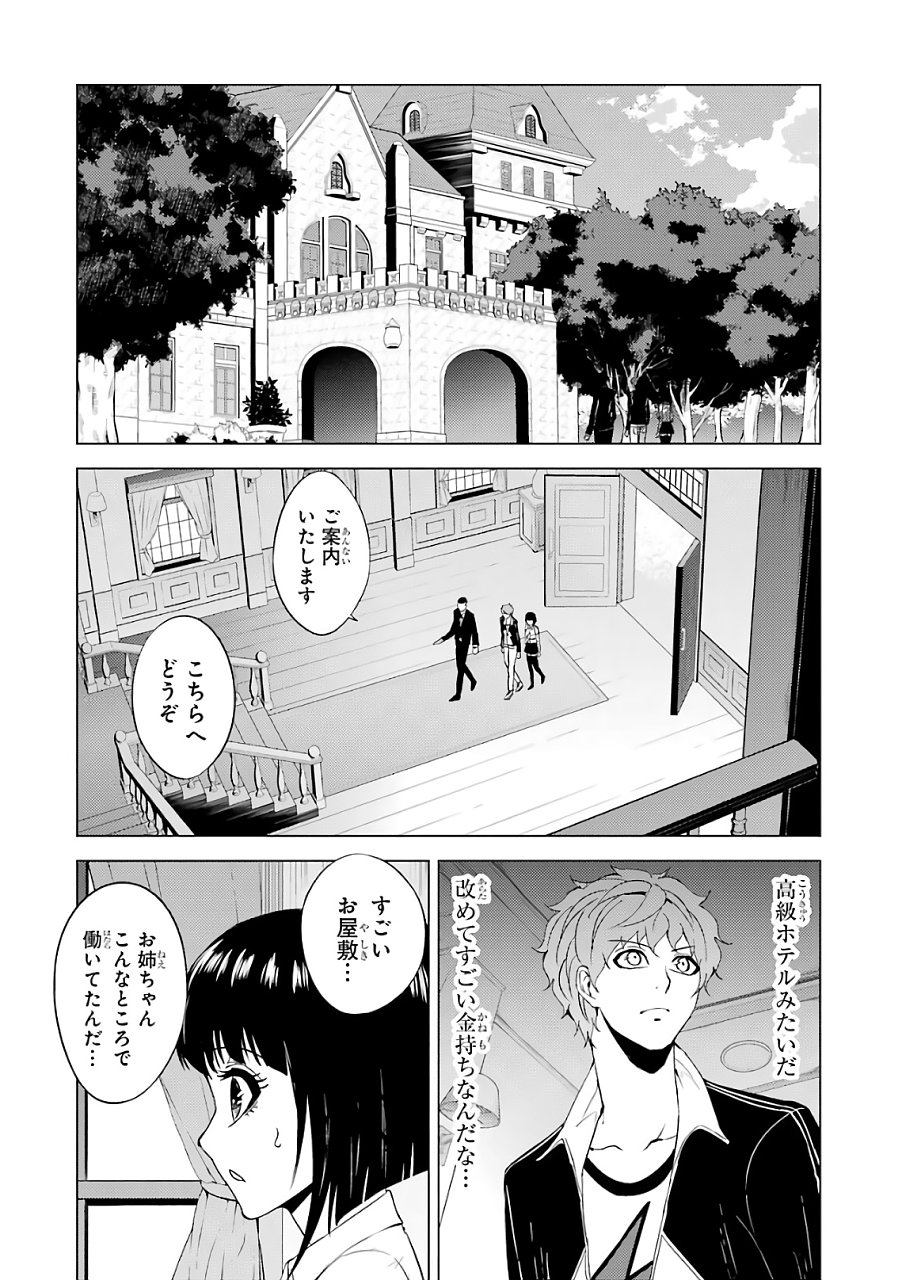 ご案内
いたします
こちらへ
どうぞ
高級ホテルみたいだ
改めてすごい金持ちなんだな…
すごい
お屋敷…
お姉ちゃん
こんなところで
働いてたんだ…